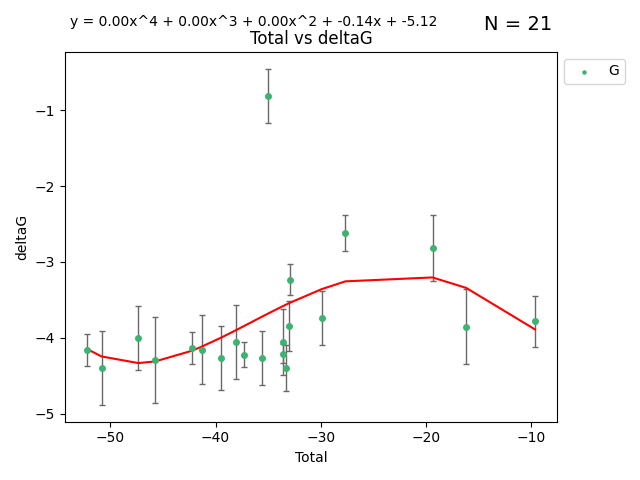 y = 0.00x^4 + 0.00x^3 + 0.00x^2 + -0.14x + -5.12
N = 21
Total vs deltaG
G
deltaG
−1
−2
−3
−4
−5
−50
−40
−30
−20
−10
Total